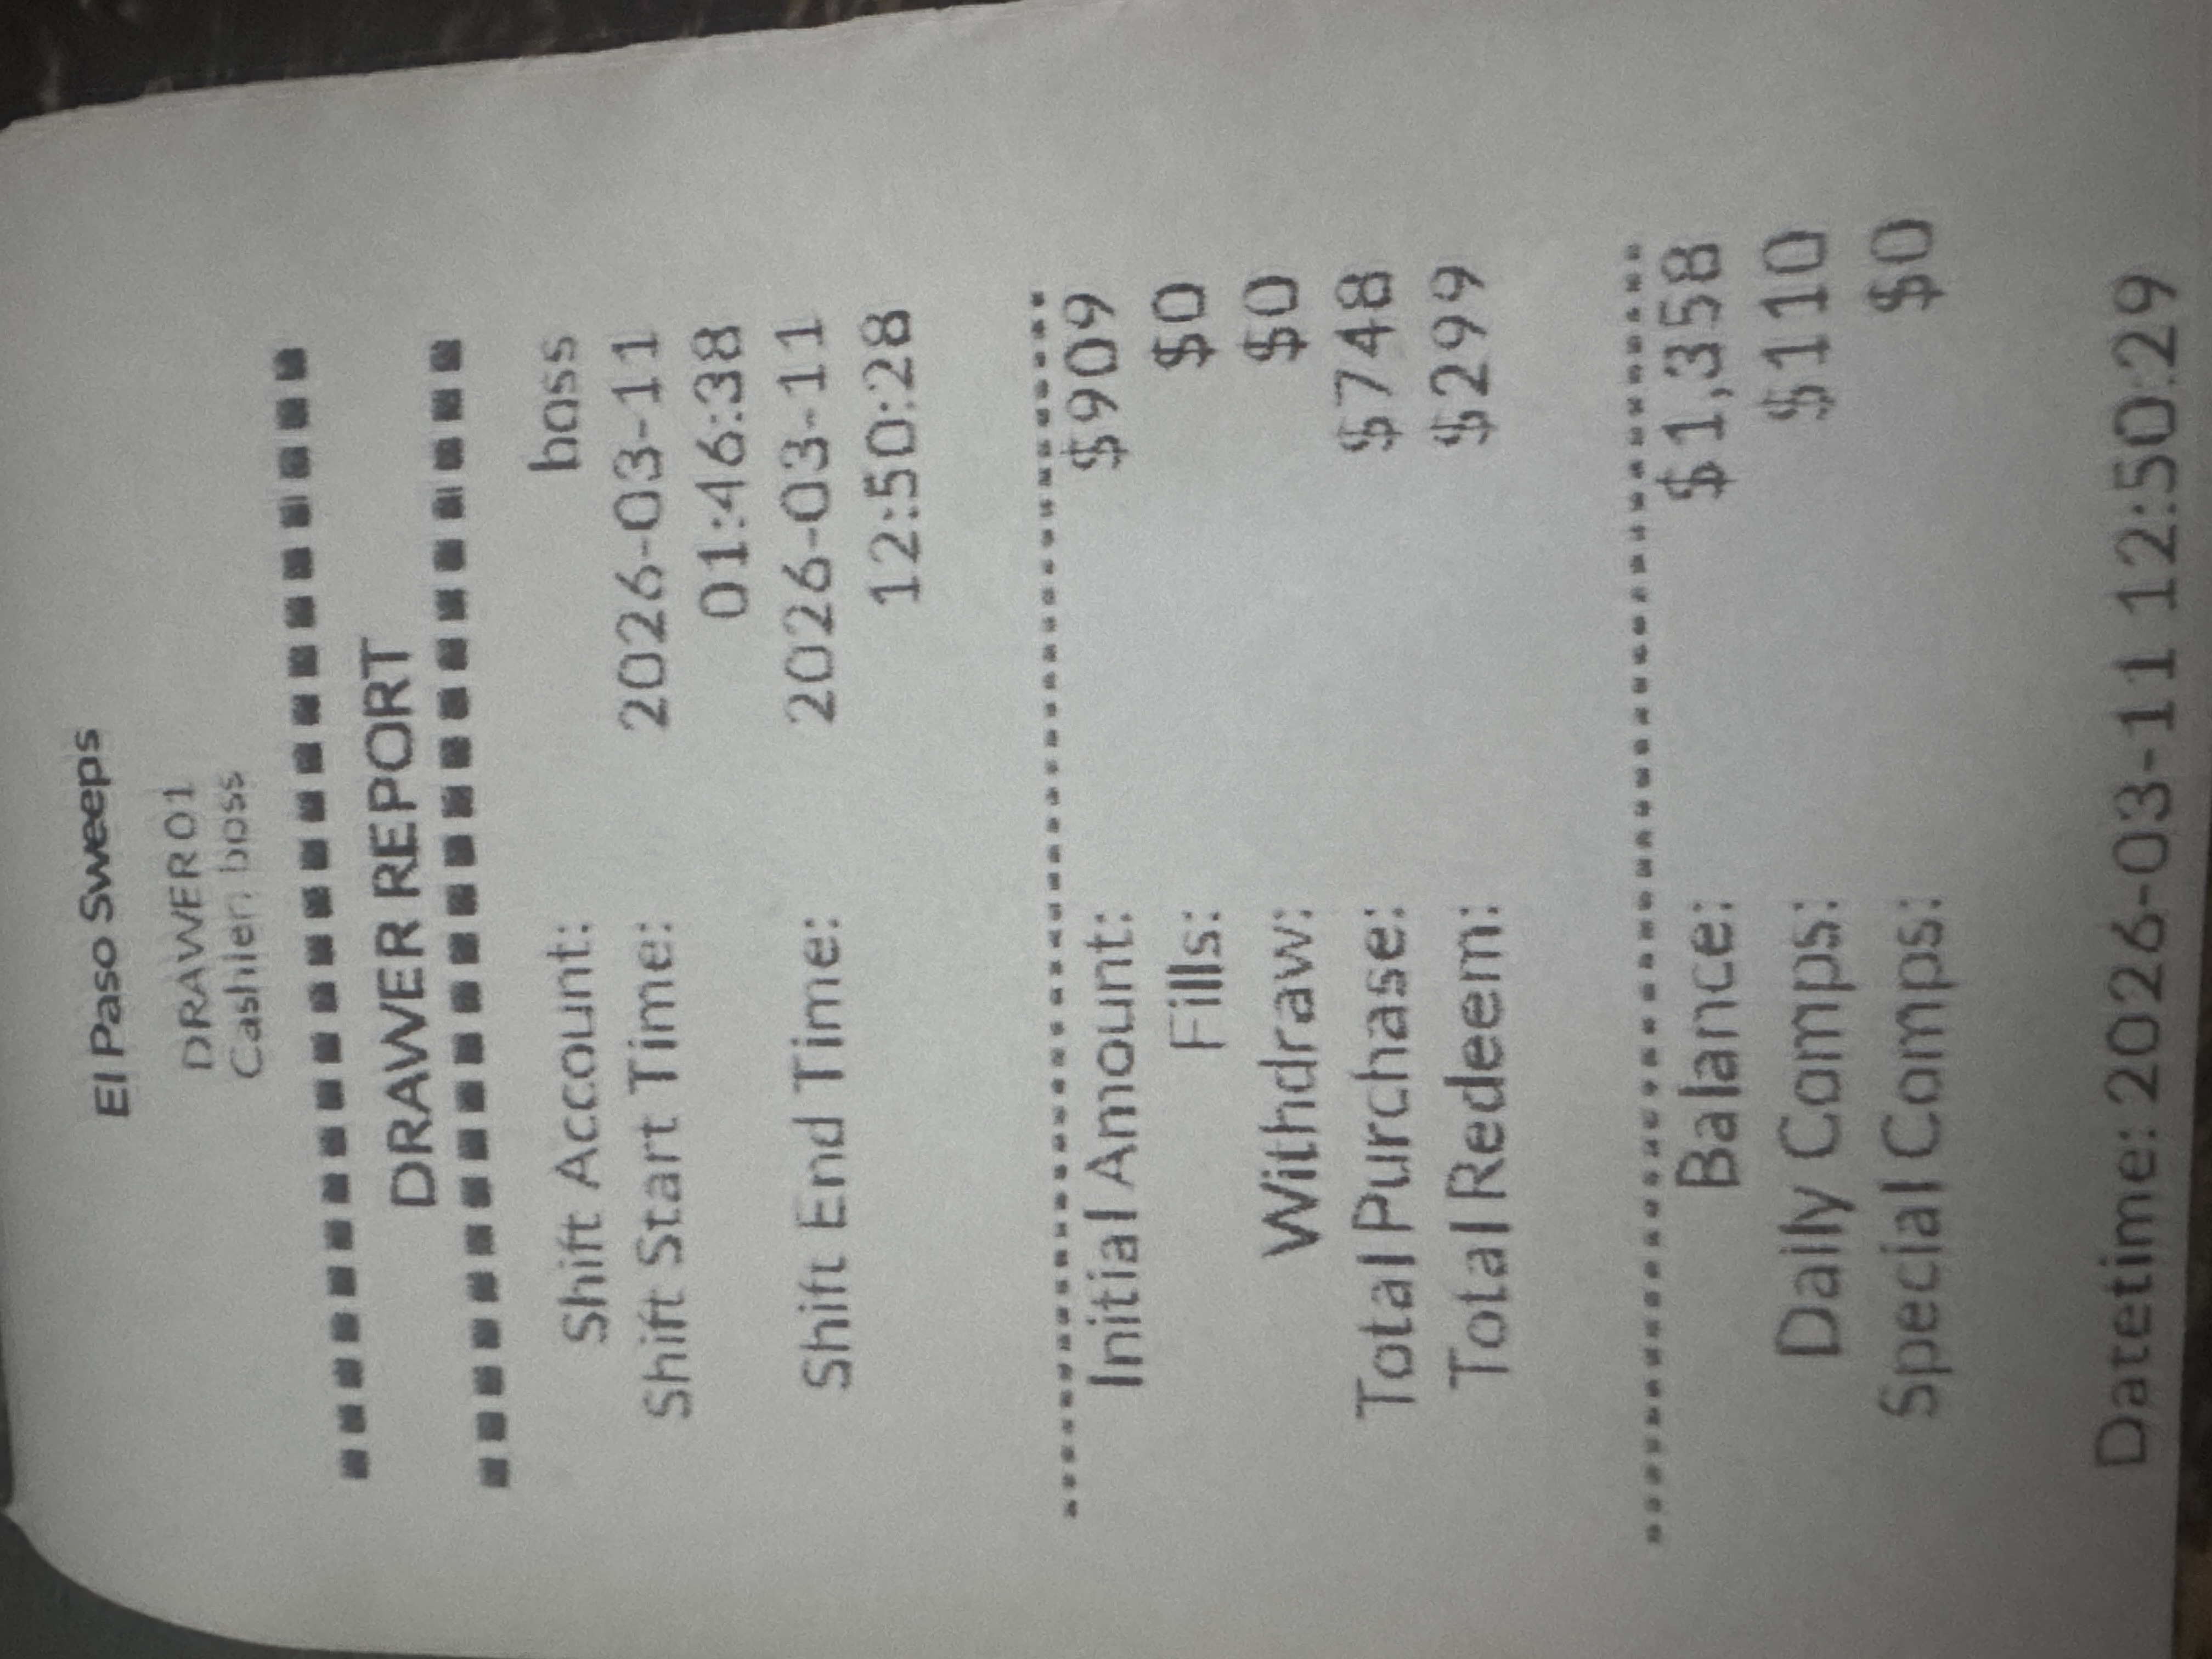 El Paso Sweeps
DRAWER 01
Cashier: boss
DRAWER REPORT
Shift Account: boss
Shift Start Time: 2026-03-11
01:46:38
Shift End Time: 2026-03-11
12:50:28
Initial Amount: $909
Fills: $0
Withdraw: $0
Total Purchase: $748
Total Redeem: $299
Balance: $1,358
Daily Comps: $110
Special Comps: $0
Datetime: 2026-03-11 12:50:29